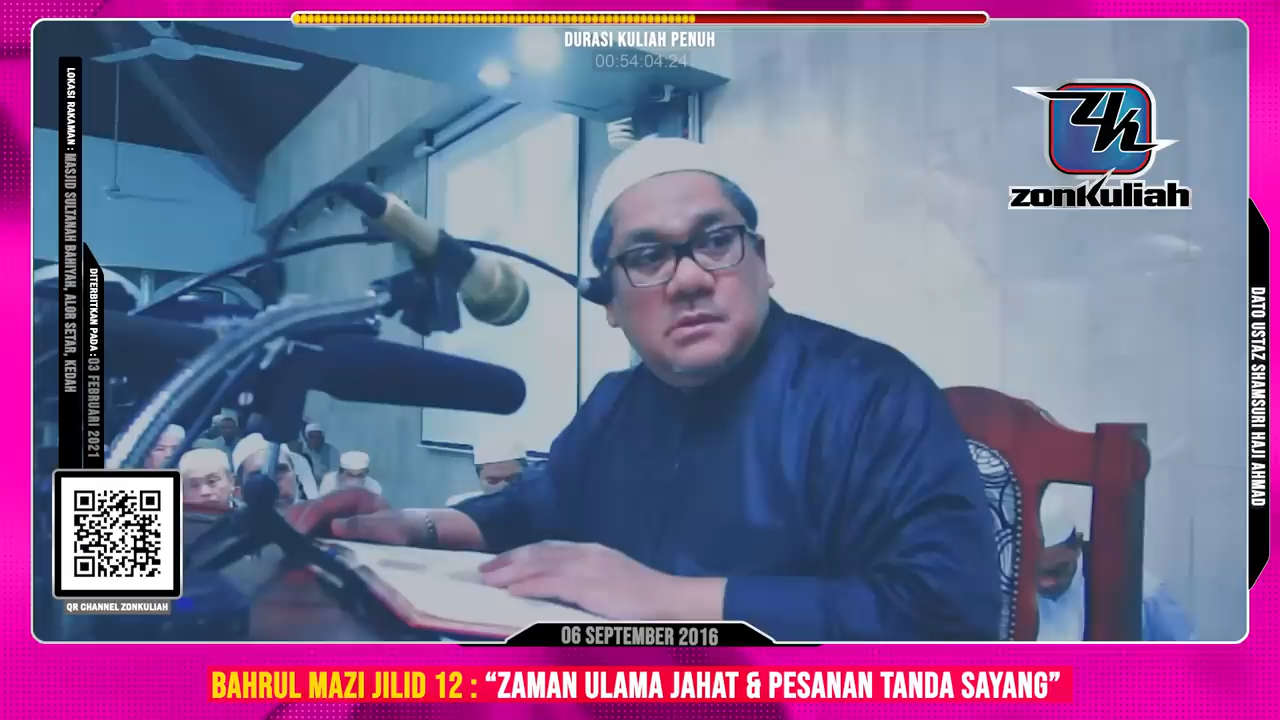 DURASI KULIAH PENUH
00:54:04.24
LOKASI RAKAMAN : MASJID SULTANAH BAHIYAH, ALOR SETAR, KEDAH
DITERBITKAN PADA : 03 FEBRUARI 2021
ZK
zonkuliah
DATO USTAZ SHAMSURI HAJI AHMAD
QR CHANNEL ZONKULIAH
06 SEPTEMBER 2016
BAHRUL MAZI JILID 12 : “ZAMAN ULAMA JAHAT & PESANAN TANDA SAYANG”